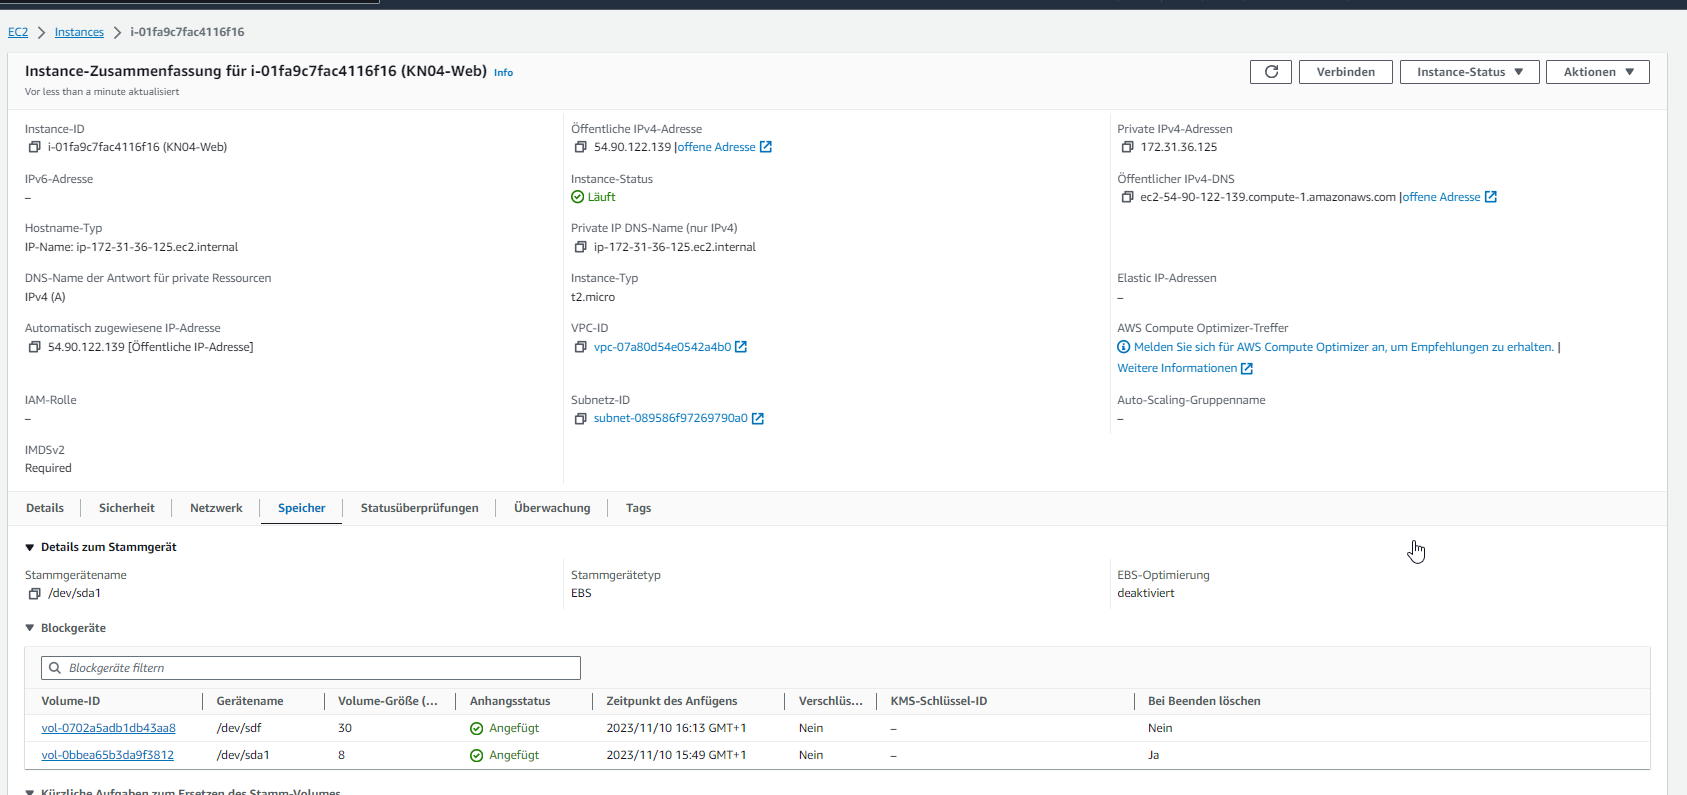 EC2 > Instances > i-01fa9c7fac4116f16
Instance-Zusammenfassung für i-01fa9c7fac4116f16 (KN04-Web) Info
Vor less than a minute aktualisiert
Verbinden
Instance-Status
Aktionen
Instance-ID
i-01fa9c7fac4116f16 (KN04-Web)
Öffentliche IPv4-Adresse
54.90.122.139 |offene Adresse
Private IPv4-Adressen
172.31.36.125
IPv6-Adresse
–
Instance-Status
Läuft
Öffentlicher IPv4-DNS
ec2-54-90-122-139.compute-1.amazonaws.com |offene Adresse
Hostname-Typ
IP-Name: ip-172-31-36-125.ec2.internal
Private IP DNS-Name (nur IPv4)
ip-172-31-36-125.ec2.internal
DNS-Name der Antwort für private Ressourcen
IPv4 (A)
Instance-Typ
t2.micro
Elastic IP-Adressen
–
Automatisch zugewiesene IP-Adresse
54.90.122.139 [Öffentliche IP-Adresse]
VPC-ID
vpc-07a80d54e0542a4b0
AWS Compute Optimizer-Treffer
Melden Sie sich für AWS Compute Optimizer an, um Empfehlungen zu erhalten. |
Weitere Informationen
IAM-Rolle
–
Subnetz-ID
subnet-089586f97269790a0
Auto-Scaling-Gruppenname
–
IMDSv2
Required
Details
Sicherheit
Netzwerk
Speicher
Statusüberprüfungen
Überwachung
Tags
Details zum Stammgerät
Stammgerätename
/dev/sda1
Stammgerätetyp
EBS
EBS-Optimierung
deaktiviert
Blockgeräte
Blockgeräte filtern
Volume-ID Gerätename Volume-Größe (... Anhangsstatus Zeitpunkt des Anfügens Verschlüs... KMS-Schlüssel-ID Bei Beenden löschen
vol-0702a5adb1db43aa8 /dev/sdf 30 Angefügt 2023/11/10 16:13 GMT+1 Nein – Nein
vol-0bbea65b3da9f3812 /dev/sda1 8 Angefügt 2023/11/10 15:49 GMT+1 Nein – Ja
Kürzliche Aufgaben zum Ersetzen des Stamm-Volumes